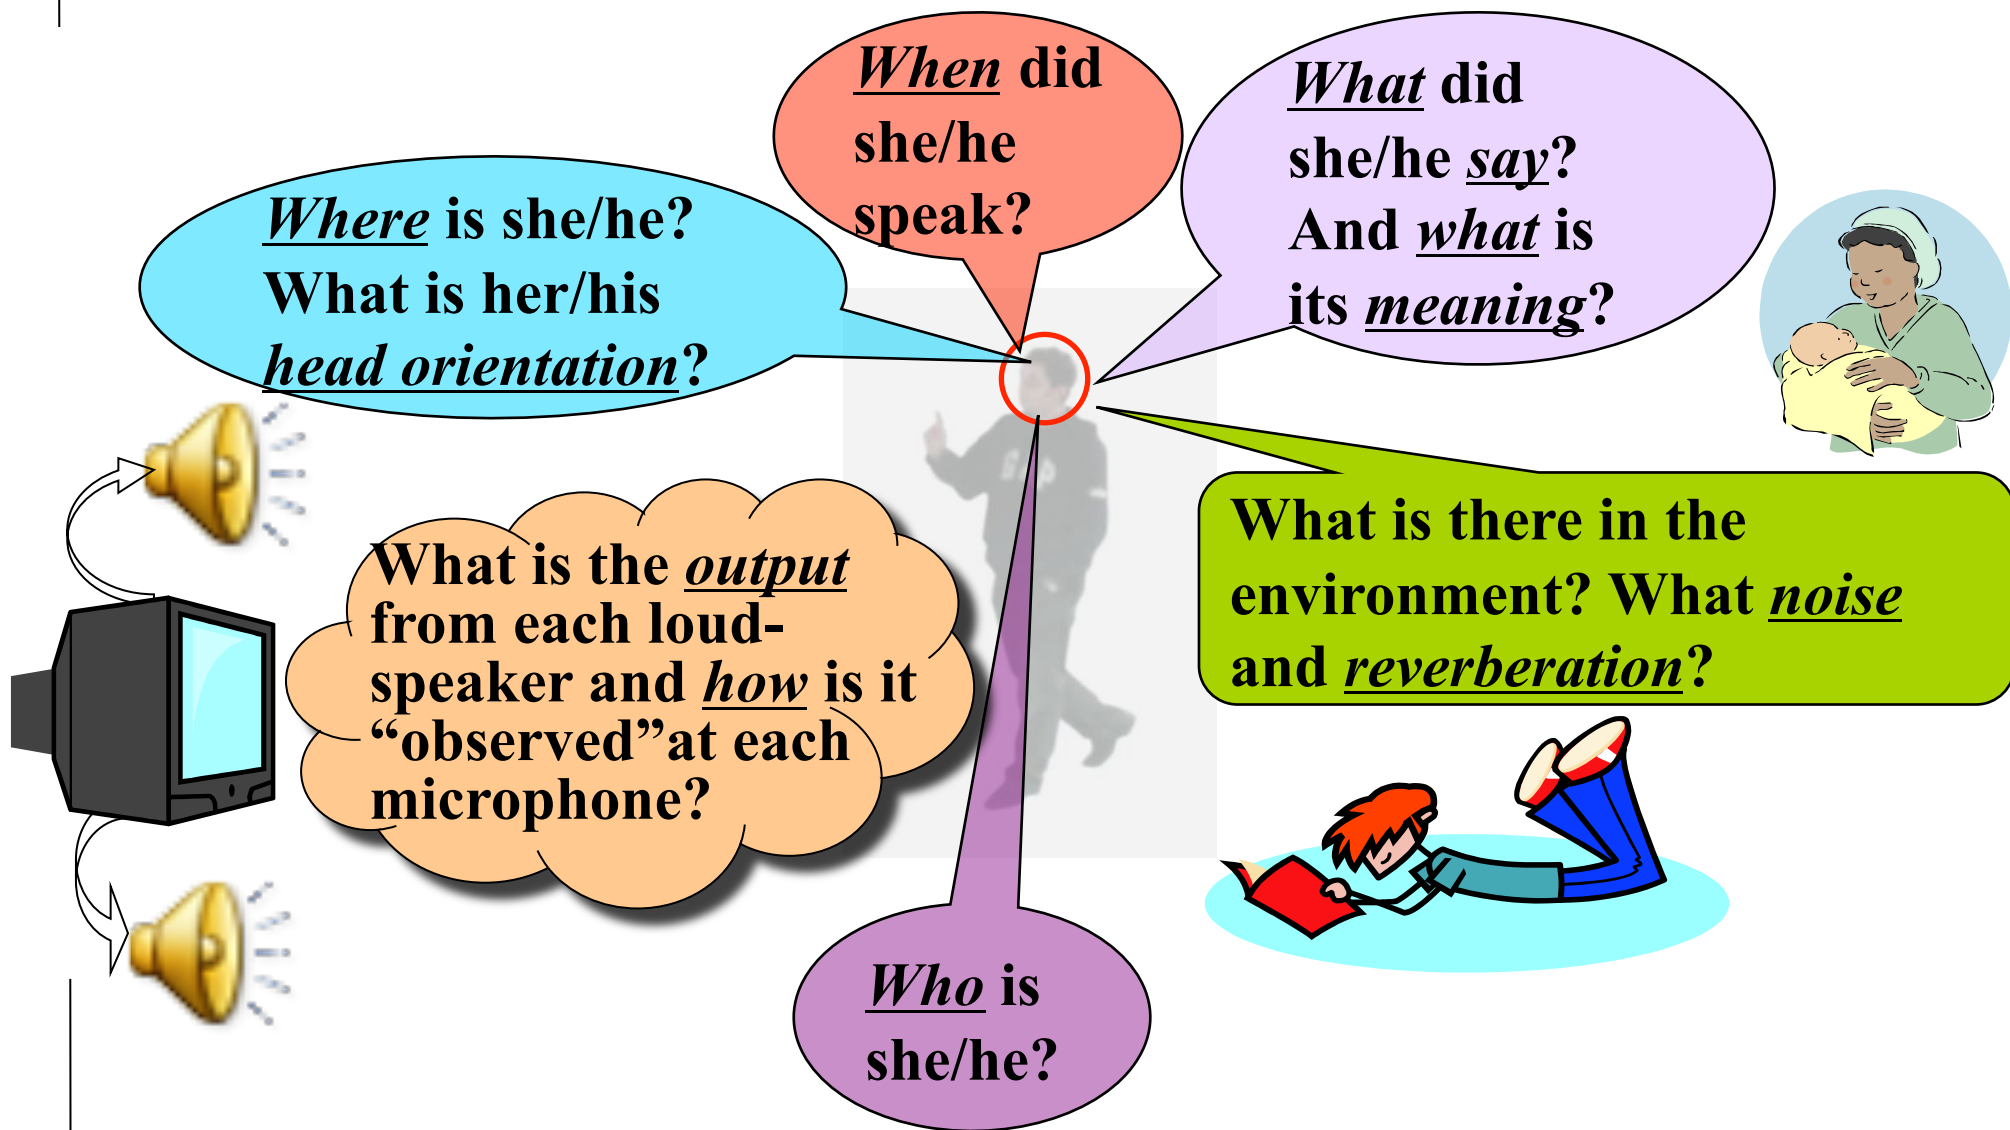 When did
she/he
speak?
What did
she/he say?
And what is
its meaning?
Where is she/he?
What is her/his
head orientation?
What is the output
from each loud-
speaker and how is it
“observed”at each
microphone?
What is there in the
environment? What noise
and reverberation?
Who is
she/he?